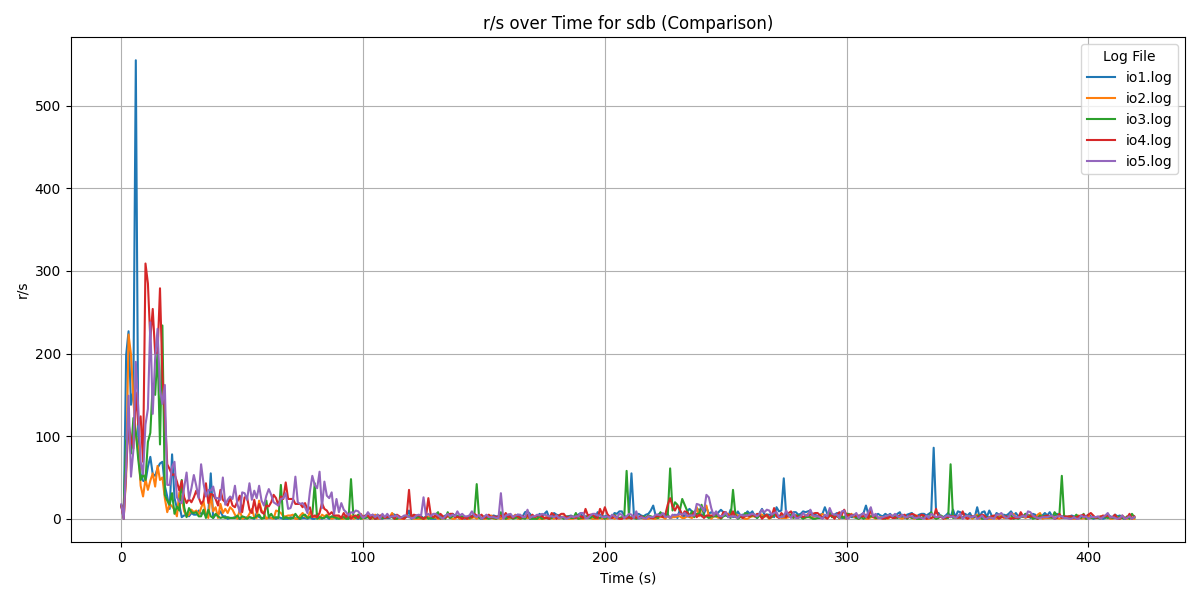 r/s over Time for sdb (Comparison)
Log File
io1.log
io2.log
io3.log
io4.log
io5.log
r/s
500
400
300
200
100
0
0
100
200
300
400
Time (s)